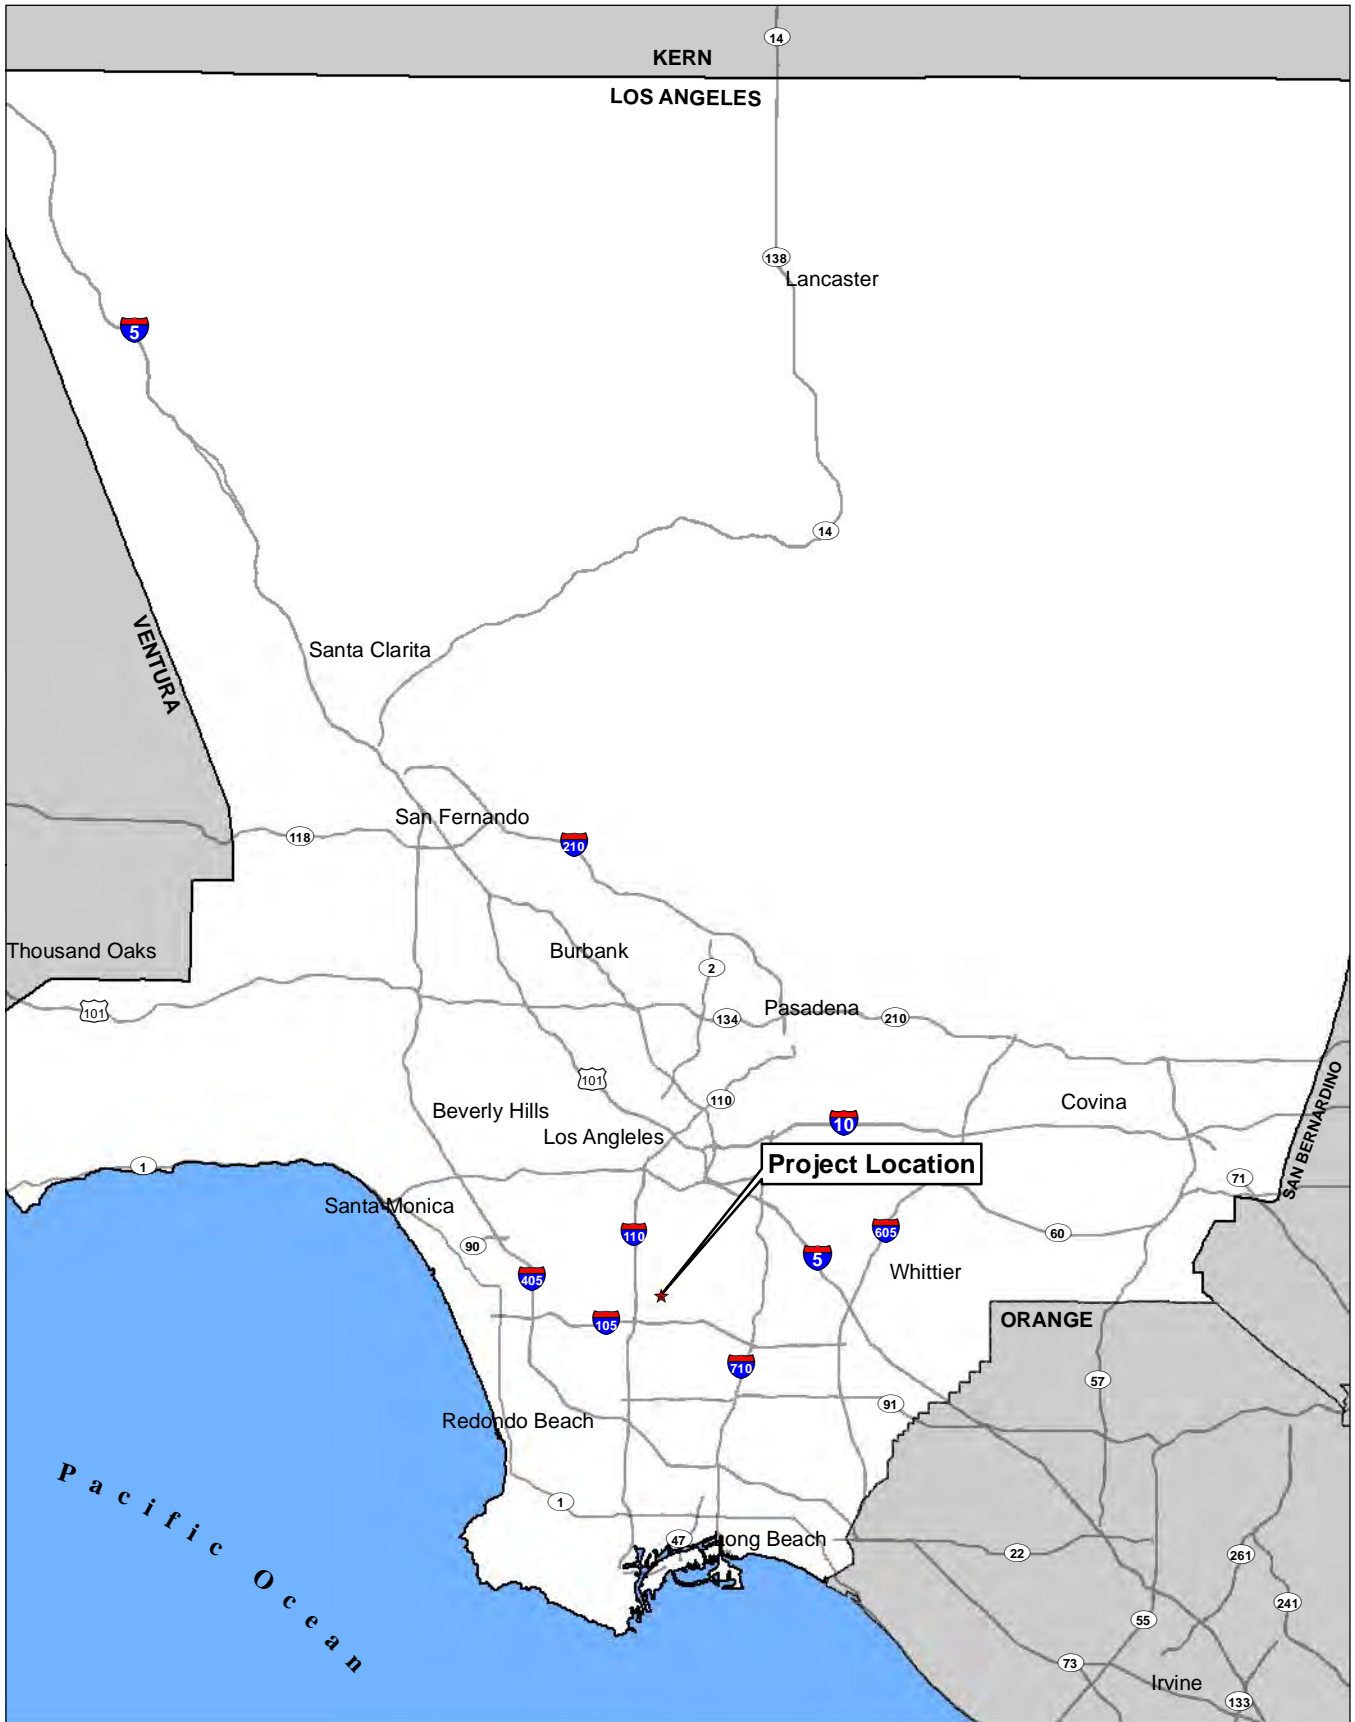 14
KERN
LOS ANGELES
138
Lancaster
5
14
VENTURA
Santa Clarita
San Fernando
118
210
Thousand Oaks
Burbank
2
101
Pasadena
134
210
101
110
Beverly Hills
Covina
Los Angleles
10
SAN BERNARDINO
1
Project Location
71
Santa Monica
110
605
60
90
5
Whittier
405
105
ORANGE
710
57
91
Redondo Beach
Pacific Ocean
1
47
Long Beach
22
261
241
55
73
Irvine
133